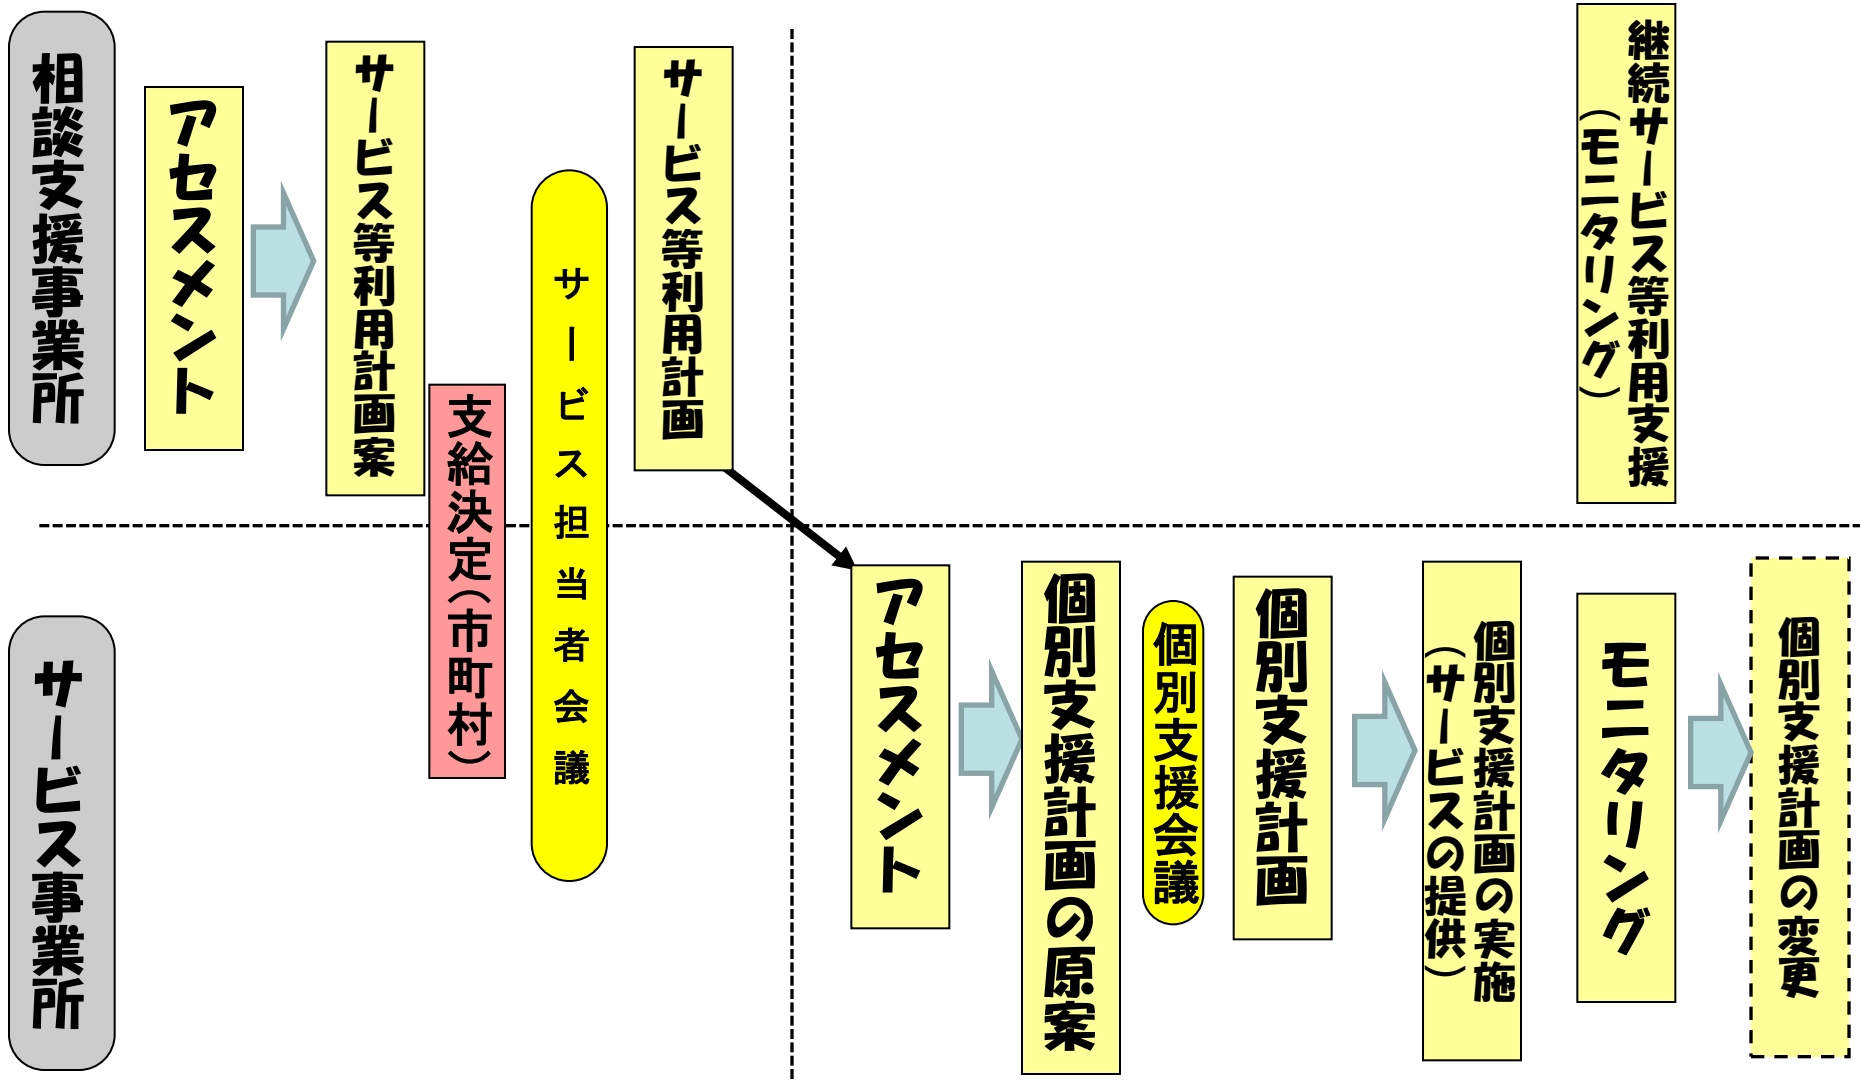 相談支援事業所
アセスメント
サービス等利用計画案
支給決定（市町村）
サービス担当者会議
サービス等利用計画
継続サービス等利用支援
（モニタリング）
サービス事業所
アセスメント
個別支援計画の原案
個別支援会議
個別支援計画
個別支援計画の実施
（サービスの提供）
モニタリング
個別支援計画の変更